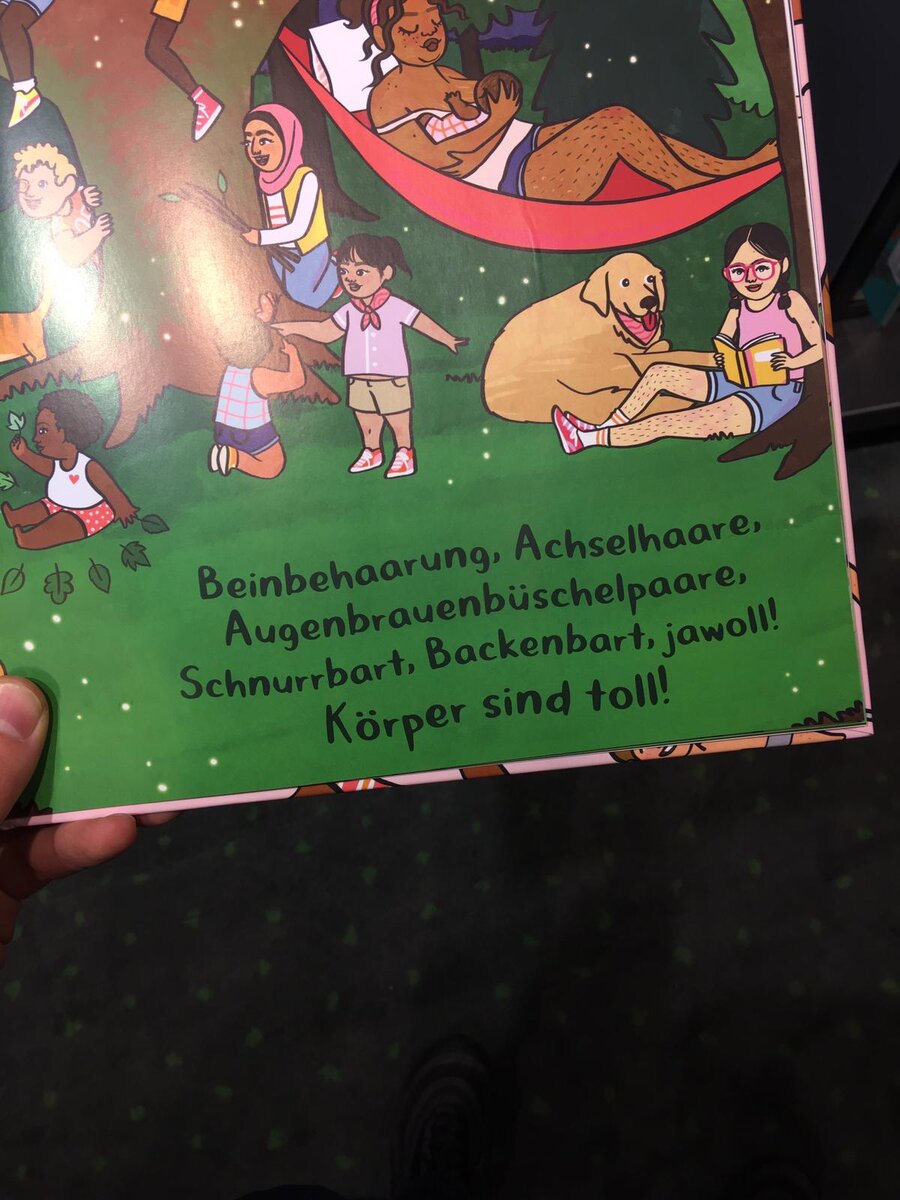 Beinbehaarung, Achselhaare,
Augenbrauenbüschelpaare,
Schnurrbart, Backenbart, jawoll!
Körper sind toll!